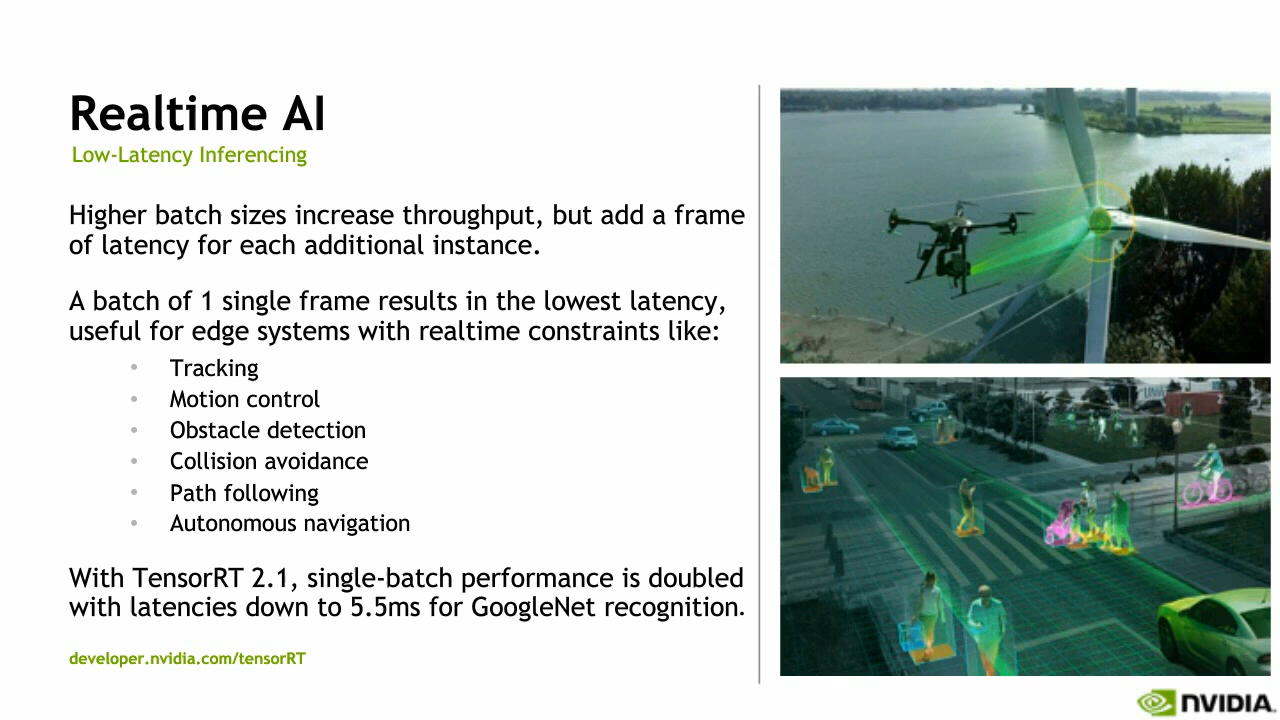 Realtime AI
Low-Latency Inferencing
Higher batch sizes increase throughput, but add a frame
of latency for each additional instance.
A batch of 1 single frame results in the lowest latency,
useful for edge systems with realtime constraints like:
• Tracking
• Motion control
• Obstacle detection
• Collision avoidance
• Path following
• Autonomous navigation
With TensorRT 2.1, single-batch performance is doubled
with latencies down to 5.5ms for GoogleNet recognition.
developer.nvidia.com/tensorRT
NVIDIA.